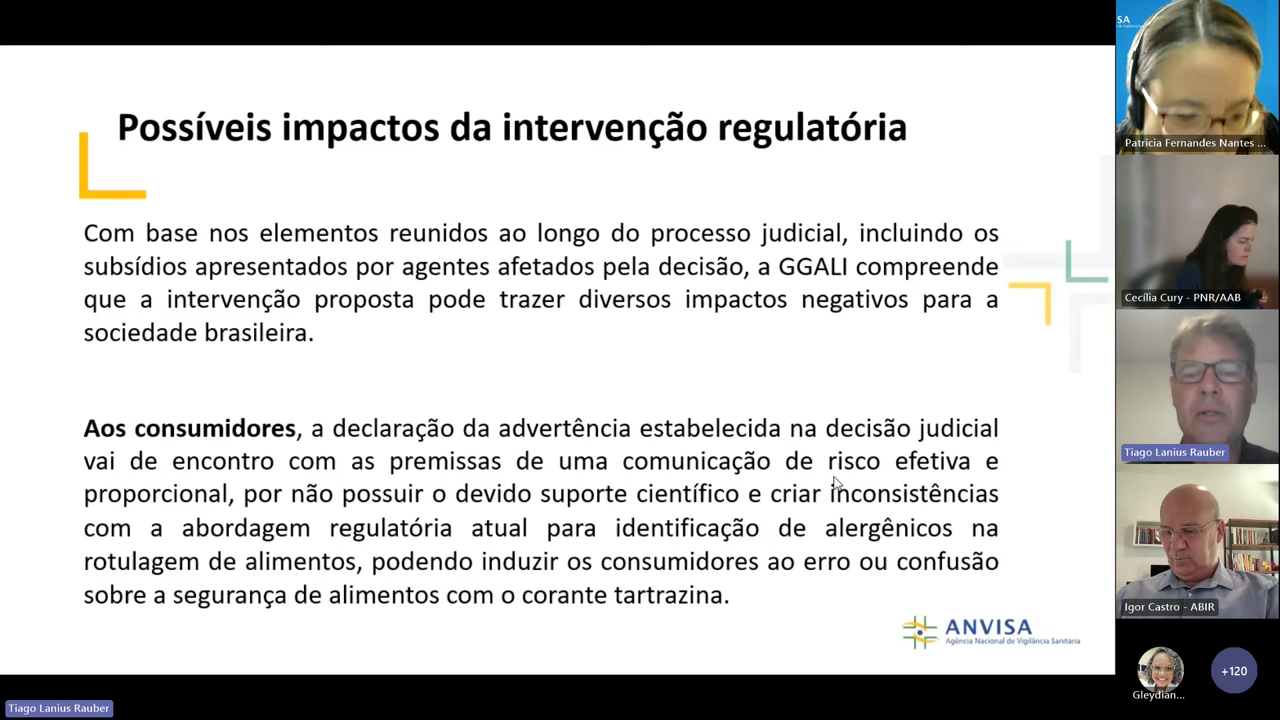 Possíveis impactos da intervenção regulatória
Com base nos elementos reunidos ao longo do processo judicial, incluindo os
subsídios apresentados por agentes afetados pela decisão, a GGALI compreende
que a intervenção proposta pode trazer diversos impactos negativos para a
sociedade brasileira.
Aos consumidores, a declaração da advertência estabelecida na decisão judicial
vai de encontro com as premissas de uma comunicação de risco efetiva e
proporcional, por não possuir o devido suporte científico e criar inconsistências
com a abordagem regulatória atual para identificação de alergênicos na
rotulagem de alimentos, podendo induzir os consumidores ao erro ou confusão
sobre a segurança de alimentos com o corante tartrazina.
ANVISA
Agência Nacional de Vigilância Sanitária
SA
Patricia Fernandes Nantes ...
Cecília Cury - PNR/AAB
Tiago Lanius Rauber
Igor Castro - ABIR
Gleydian...
+120
Tiago Lanius Rauber